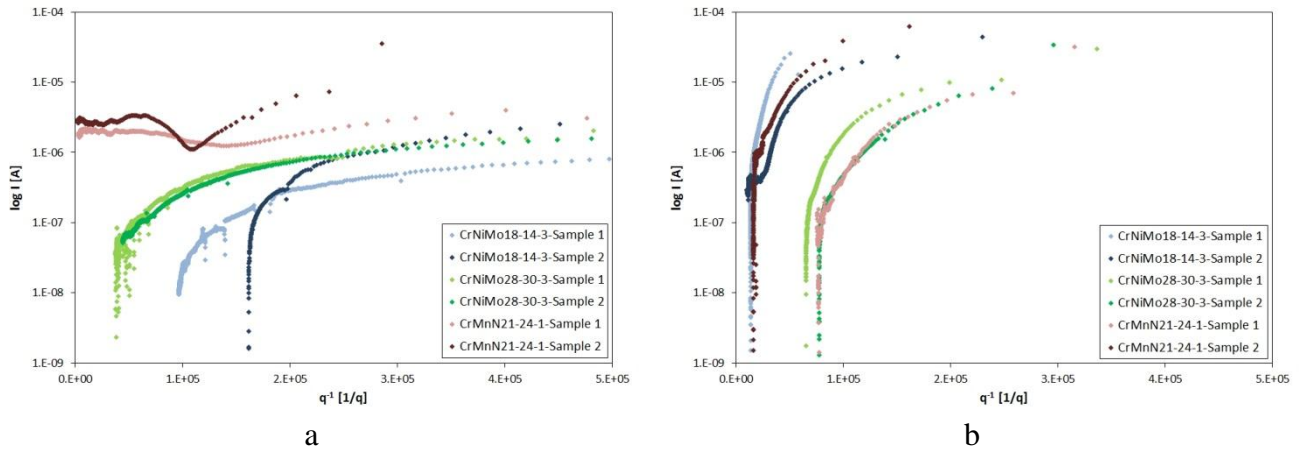 1.E-04
1.E-05
1.E-06
1.E-07
1.E-08
1.E-09
log I [A]
CrNiMo18-14-3-Sample 1
CrNiMo18-14-3-Sample 2
CrNiMo28-30-3-Sample 1
CrNiMo28-30-3-Sample 2
CrMnN21-24-1-Sample 1
CrMnN21-24-1-Sample 2
0.E+00 1.E+05 2.E+05 3.E+05 4.E+05 5.E+05
q⁻¹ [1/q]
a
1.E-04
1.E-05
1.E-06
1.E-07
1.E-08
1.E-09
log I [A]
CrNiMo18-14-3-Sample 1
CrNiMo18-14-3-Sample 2
CrNiMo28-30-3-Sample 1
CrNiMo28-30-3-Sample 2
CrMnN21-24-1-Sample 1
CrMnN21-24-1-Sample 2
0.E+00 1.E+05 2.E+05 3.E+05 4.E+05 5.E+05
q⁻¹ [1/q]
b